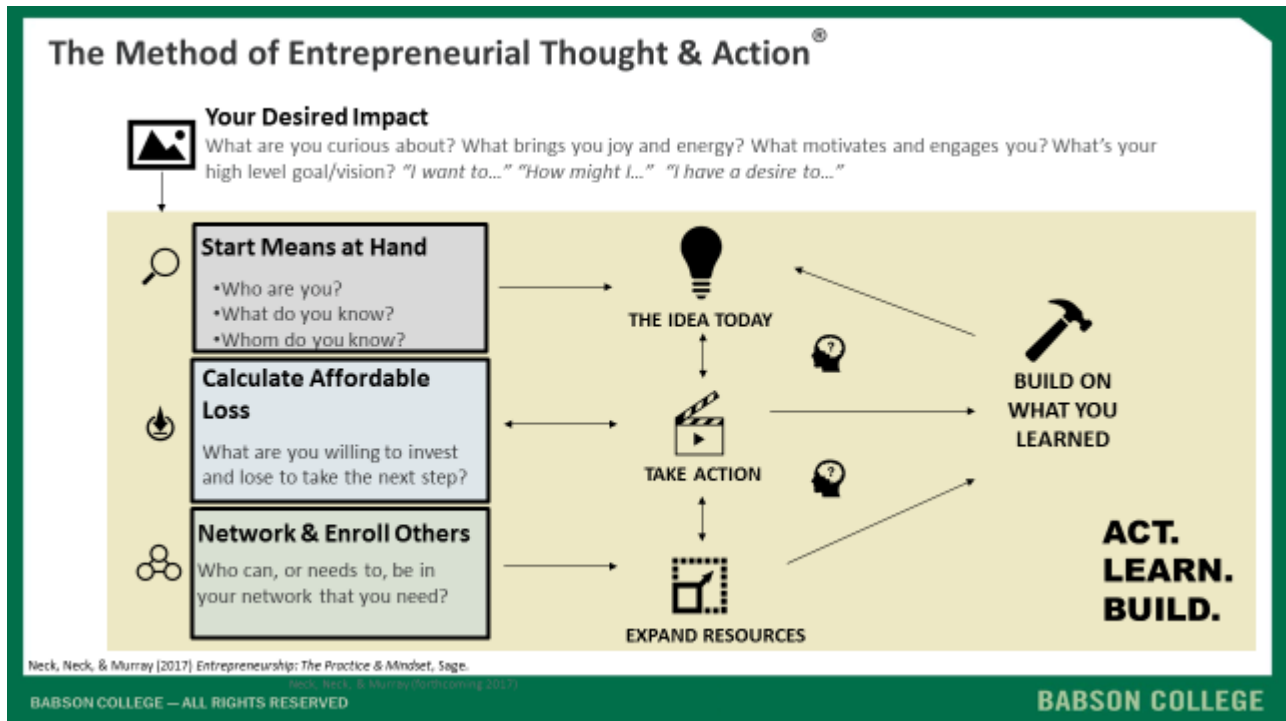 The Method of Entrepreneurial Thought & Action®
Your Desired Impact
What are you curious about? What brings you joy and energy? What motivates and engages you? What's your
high level goal/vision? "I want to…" "How might I…" "I have a desire to…"
Start Means at Hand
•Who are you?
•What do you know?
•Whom do you know?
Calculate Affordable
Loss
What are you willing to invest
and lose to take the next step?
Network & Enroll Others
Who can, or needs to, be in
your network that you need?
THE IDEA TODAY
TAKE ACTION
EXPAND RESOURCES
BUILD ON
WHAT YOU
LEARNED
ACT.
LEARN.
BUILD.
Neck, Neck, & Murray (2017) Entrepreneurship: The Practice & Mindset, Sage.
Neck, Neck, & Murray (forthcoming 2017)
BABSON COLLEGE — ALL RIGHTS RESERVED
BABSON COLLEGE